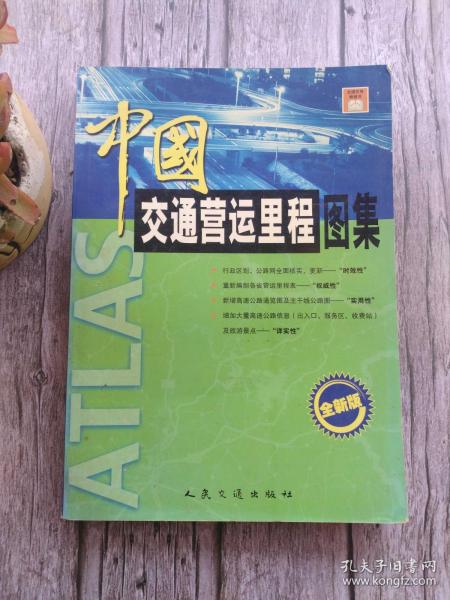 中國
交通营运里程图集
行政区划、公路网全面核实、更新——“时效性”
重新编制各省营运里程表——“权威性”
新增高速公路通览图及主干线公路图——“实用性”
增加大量高速公路信息（出入口、服务区、收费站）
及旅游景点——“详实性”
ATLAS
全新版
人民交通出版社
孔夫子旧书网
www.kongfz.com